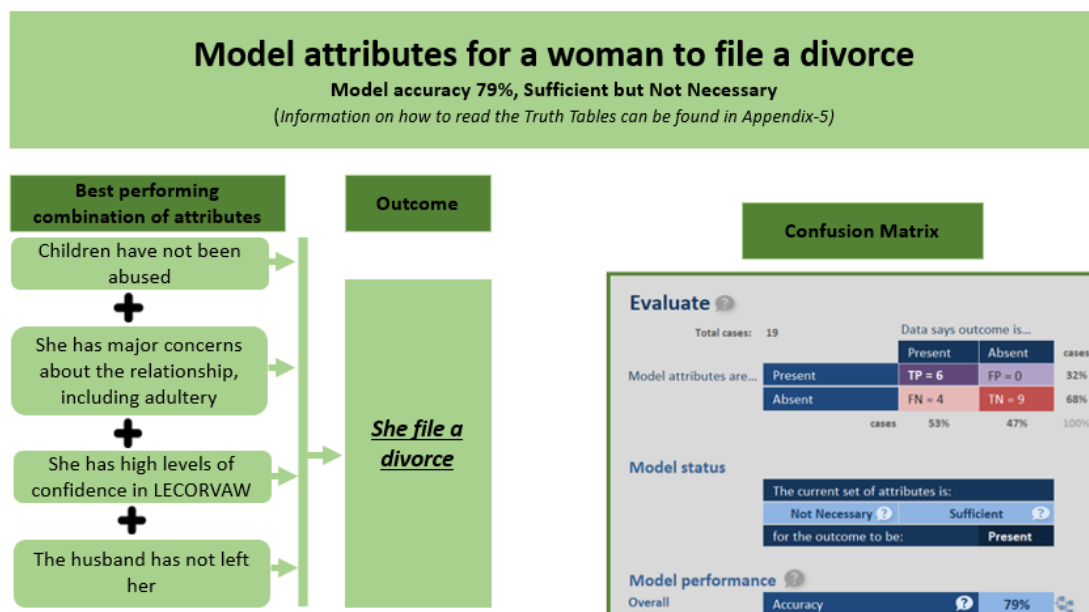 Model attributes for a woman to file a divorce
Model accuracy 79%, Sufficient but Not Necessary
(Information on how to read the Truth Tables can be found in Appendix-5)
Best performing
combination of attributes
Outcome
Children have not been
abused
She has major concerns
about the relationship,
including adultery
She has high levels of
confidence in LECORVAW
The husband has not left
her
She file a
divorce
Confusion Matrix
Evaluate ?
Total cases: 19
Data says outcome is...
Present Absent cases
Model attributes are... Present TP = 6 FP = 0 32%
Absent FN = 4 TN = 9 68%
cases 53% 47% 100%
Model status
The current set of attributes is:
Not Necessary ? Sufficient ?
for the outcome to be: Present
Model performance ?
Overall Accuracy ? 79%